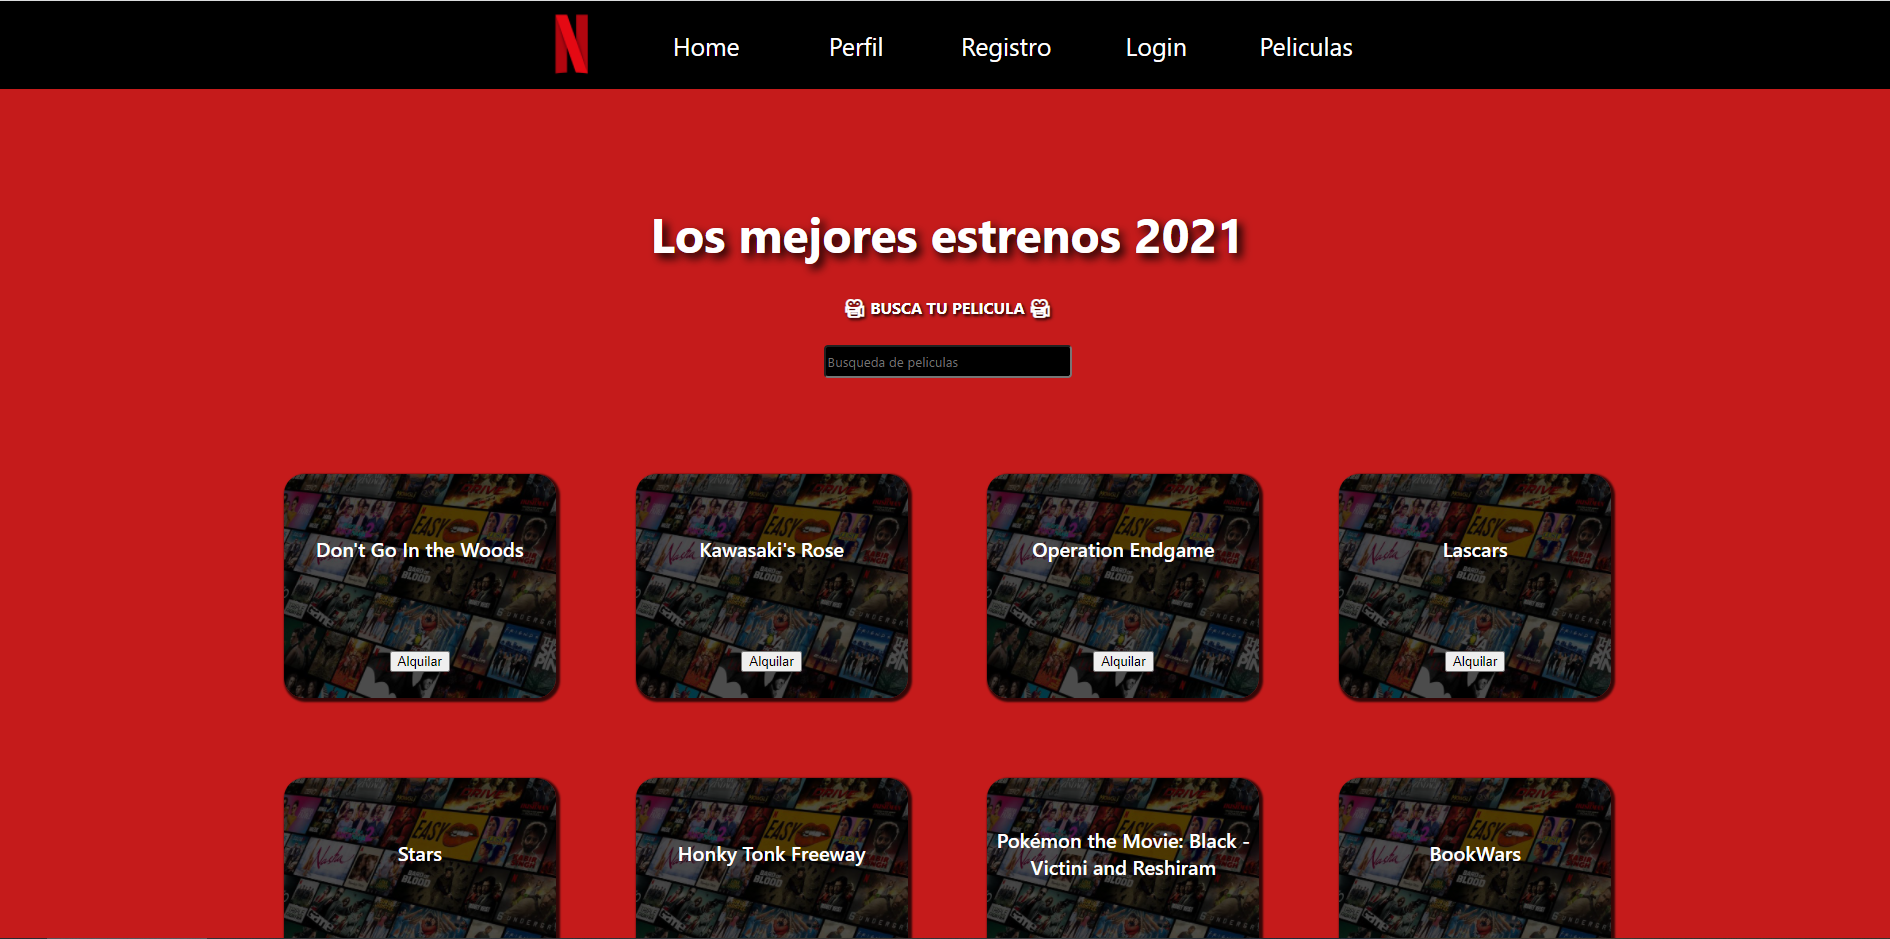 N
Home Perfil Registro Login Peliculas
Los mejores estrenos 2021
BUSCA TU PELICULA
Busqueda de peliculas
Don't Go In the Woods
Alquilar
Kawasaki's Rose
Alquilar
Operation Endgame
Alquilar
Lascars
Alquilar
Stars
Honky Tonk Freeway
Pokémon the Movie: Black -
Victini and Reshiram
BookWars